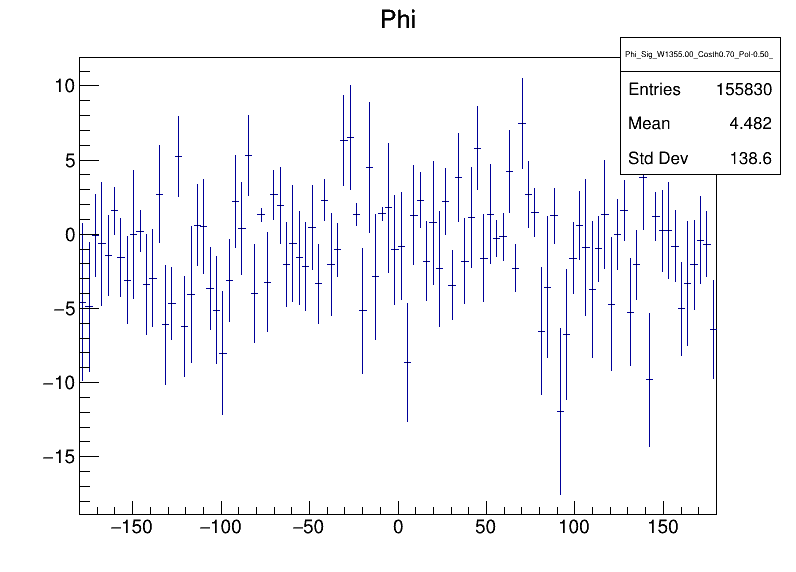 Phi
Phi_Sig_W1355.00_Costh0.70_Pol-0.50_
Entries 155830
Mean 4.482
Std Dev 138.6
10
5
0
−5
−10
−15
−150 −100 −50 0 50 100 150